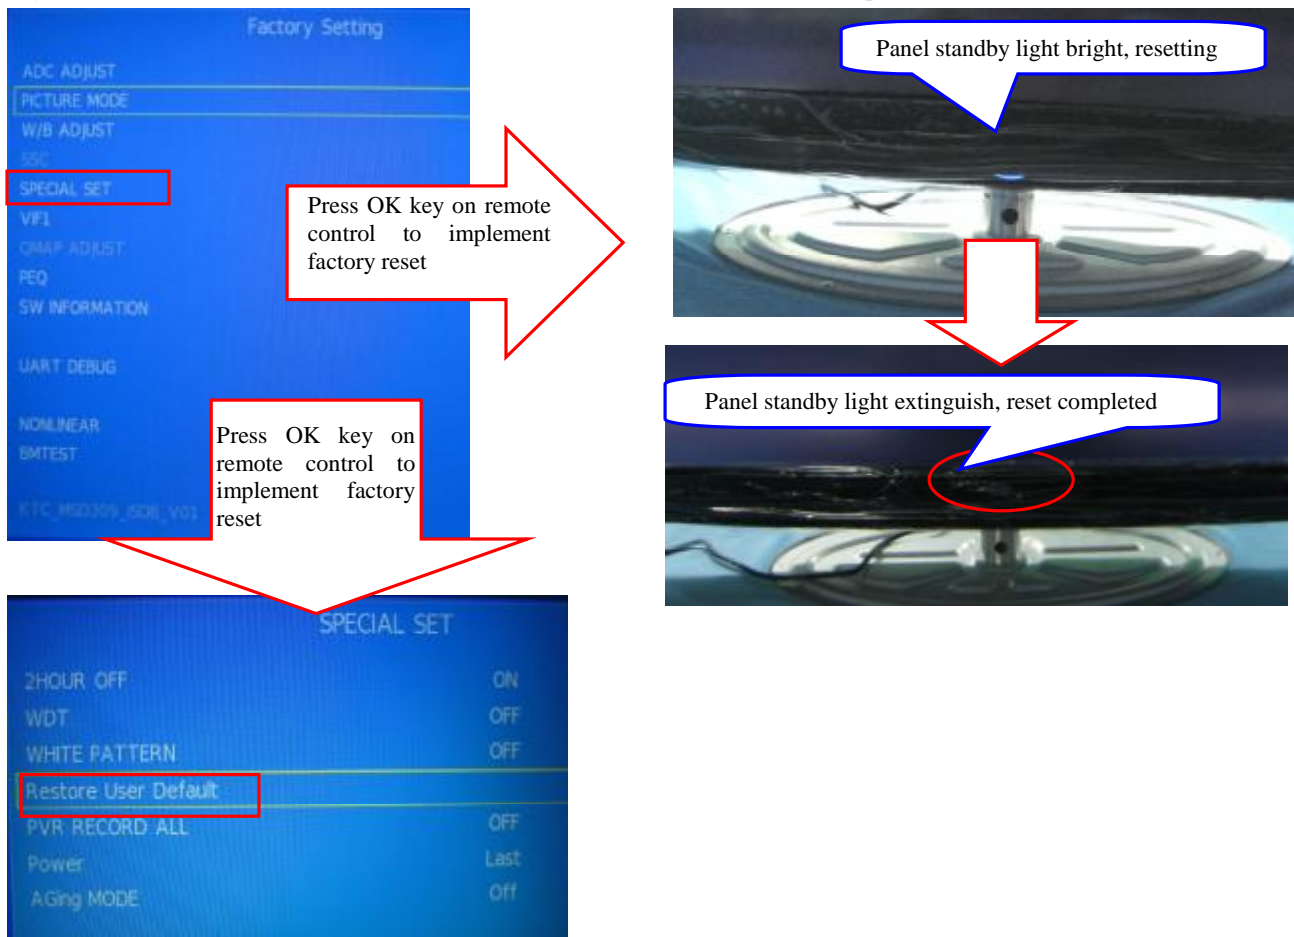 Factory Setting
ADC ADJUST
PICTURE MODE
W/B ADJUST
SSC
SPECIAL SET
VIF1
QMAP ADJUST
PEQ
SW INFORMATION
UART DEBUG
NONLINEAR
BMTEST
KTC_MSD309_ISDB_V01
Press OK key on remote
control to implement
factory reset
Panel standby light bright, resetting
Panel standby light extinguish, reset completed
Press OK key on
remote control to
implement factory
reset
SPECIAL SET
2HOUR OFF ON
WDT OFF
WHITE PATTERN OFF
Restore User Default
PVR RECORD ALL OFF
Power Last
AGing MODE Off